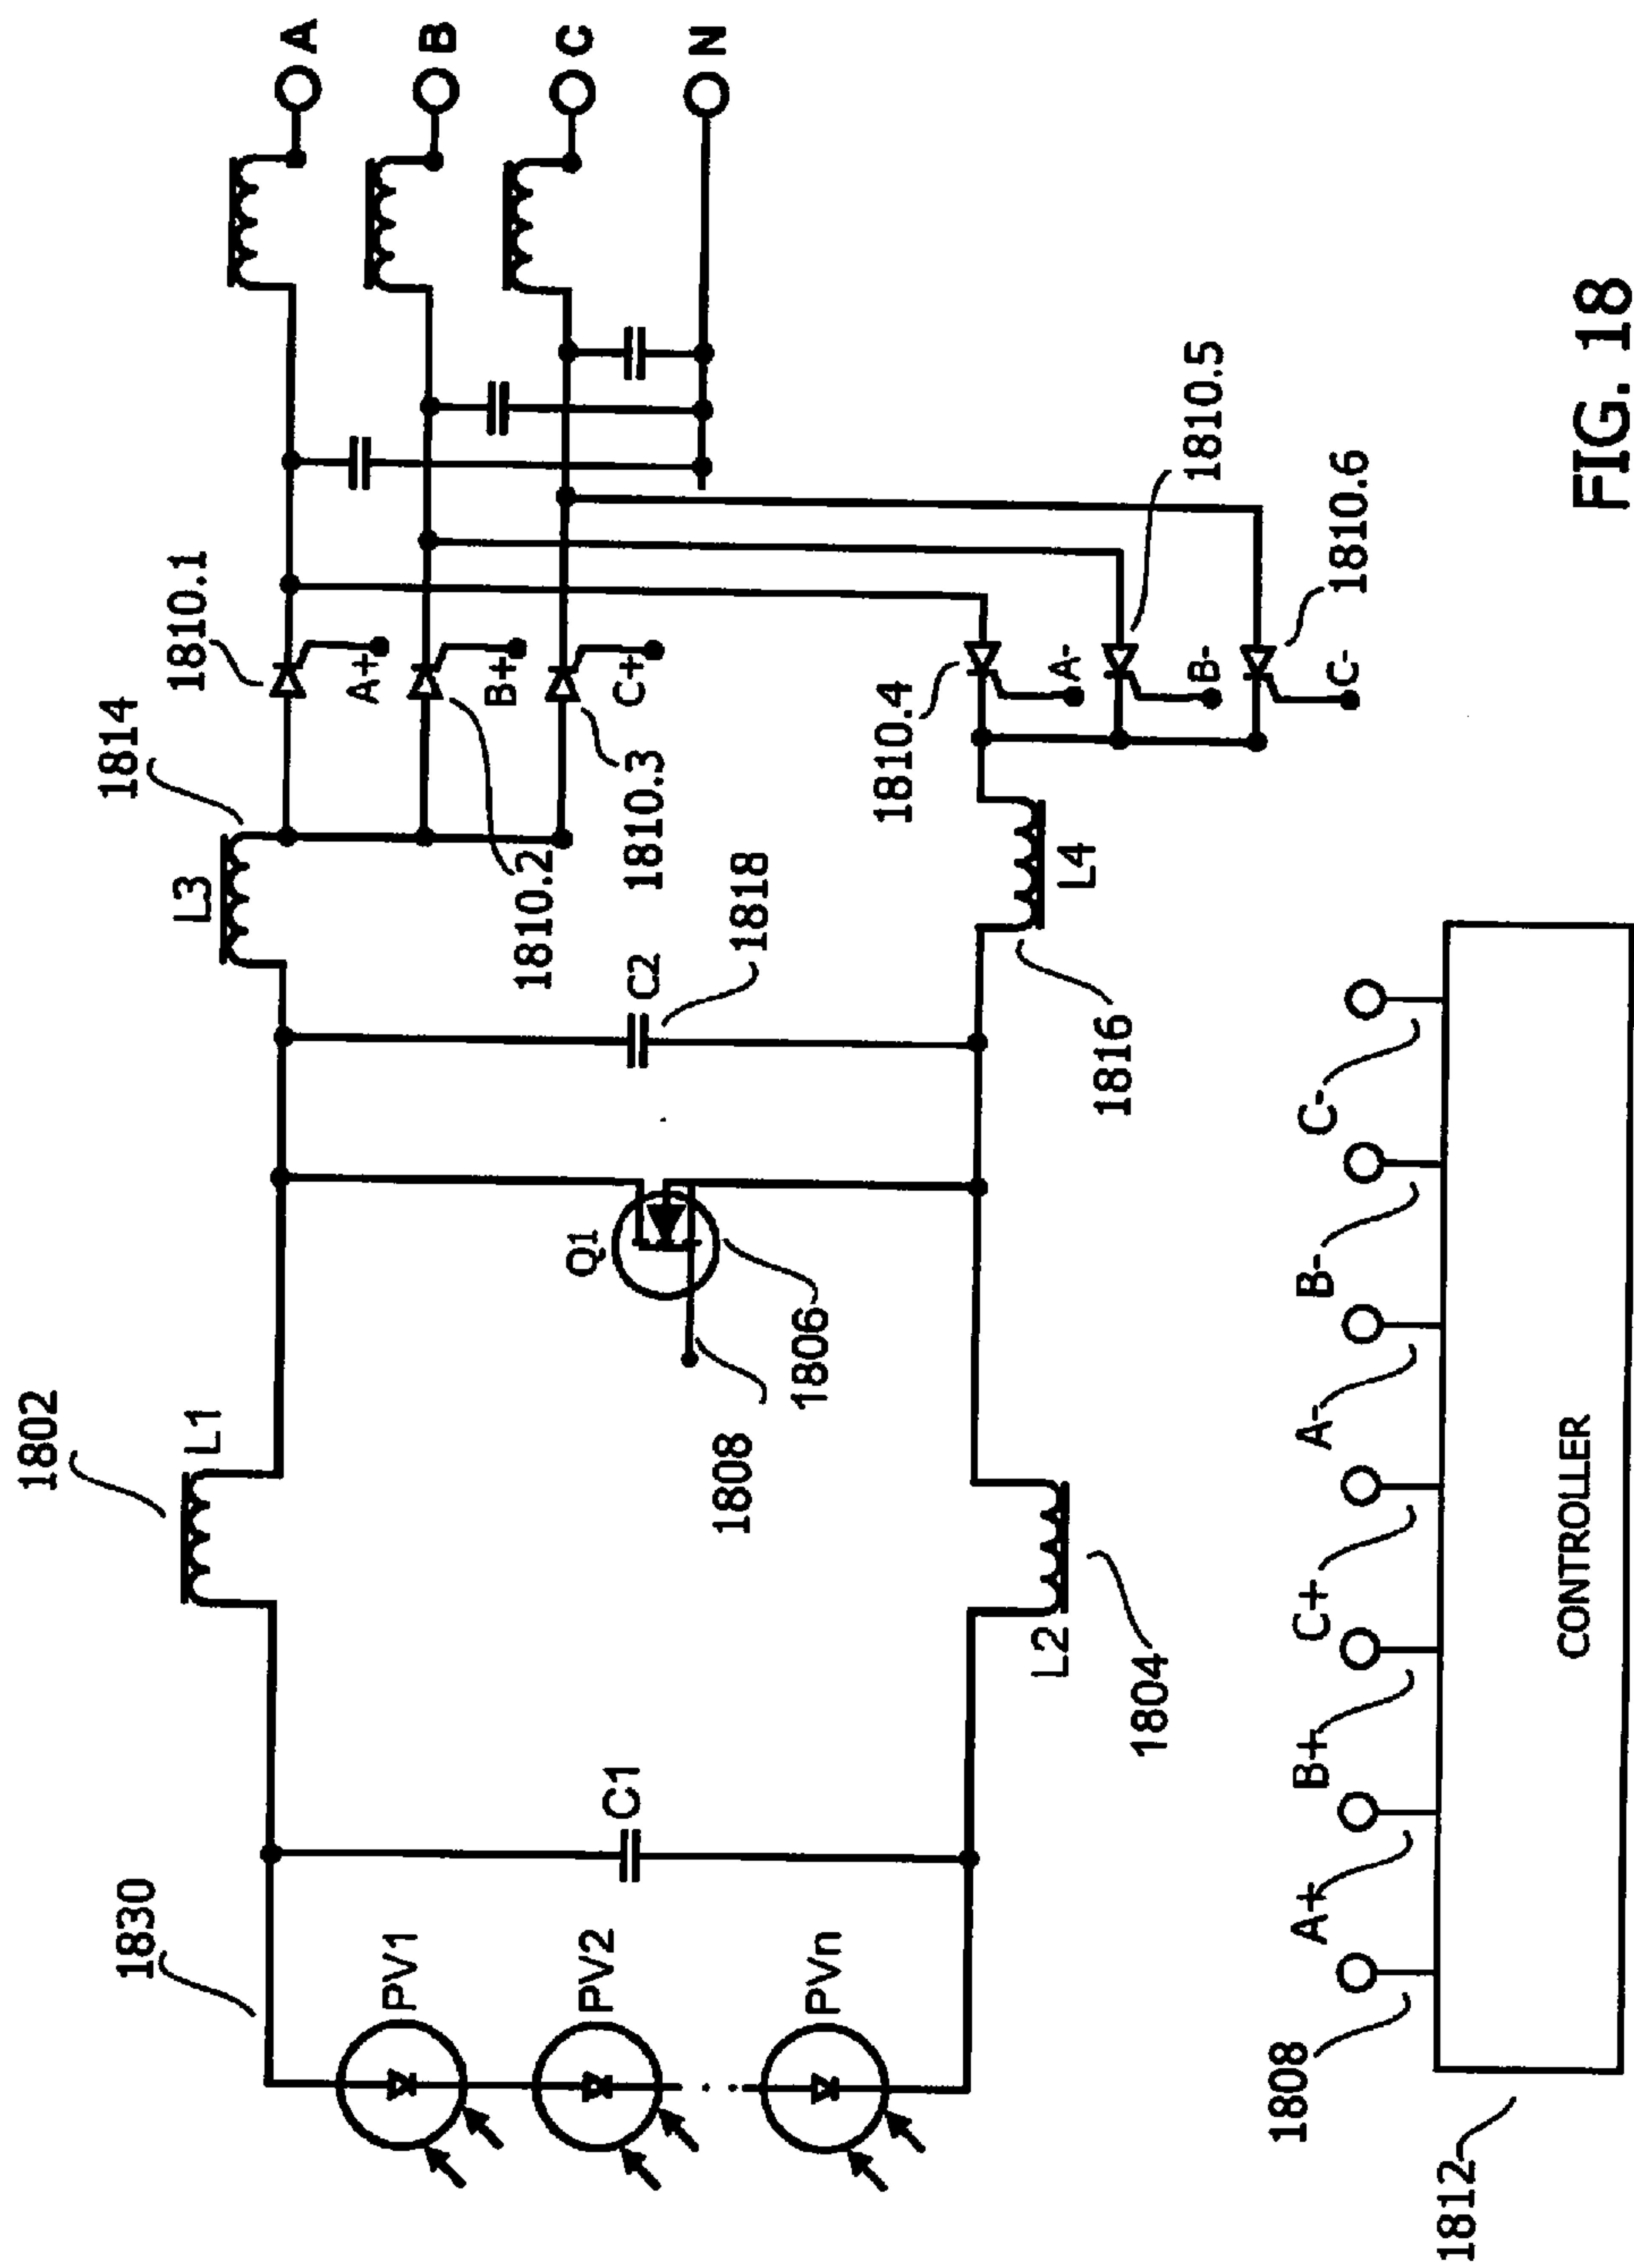 1830
PV1
PV2
PVn
C1
1802
L1
L2
1804
Q1
1806
1808
C2
1818
L3
1814
L4
1816
1810.1
1810.2
1810.3
1810.4
1810.5
1810.6
A+
B+
C+
A-
B-
C-
A
B
C
N
1808
A+
B+
C+
A-
B-
C-
CONTROLLER
1812
FIG. 18